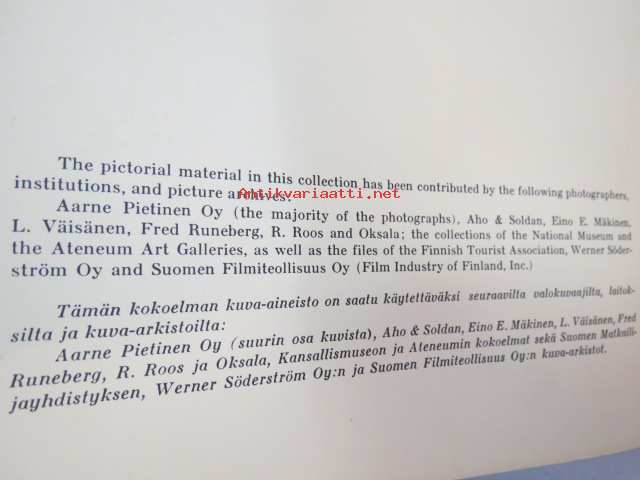 The pictorial material in this collection has been contributed by the following photographers,
institutions, and picture archives:
Antikvariaatti.net
Aarne Pietinen Oy (the majority of the photographs), Aho & Soldan, Eino E. Mäkinen,
L. Väisänen, Fred Runeberg, R. Roos and Oksala; the collections of the National Museum and
the Ateneum Art Galleries, as well as the files of the Finnish Tourist Association, Werner Söder-
ström Oy and Suomen Filmiteollisuus Oy (Film Industry of Finland, Inc.)
Tämän kokoelman kuva-aineisto on saatu käytettäväksi seuraavilta valokuvaajilta, laitok-
silta ja kuva-arkistoilta:
Aarne Pietinen Oy (suurin osa kuvista), Aho & Soldan, Eino E. Mäkinen, L. Väisänen, Fred
Runeberg, R. Roos ja Oksala, Kansallismuseon ja Ateneumin kokoelmat sekä Suomen Matkaili-
jayhdistyksen, Werner Söderström Oy:n ja Suomen Filmiteollisuus Oy:n kuva-arkistot.